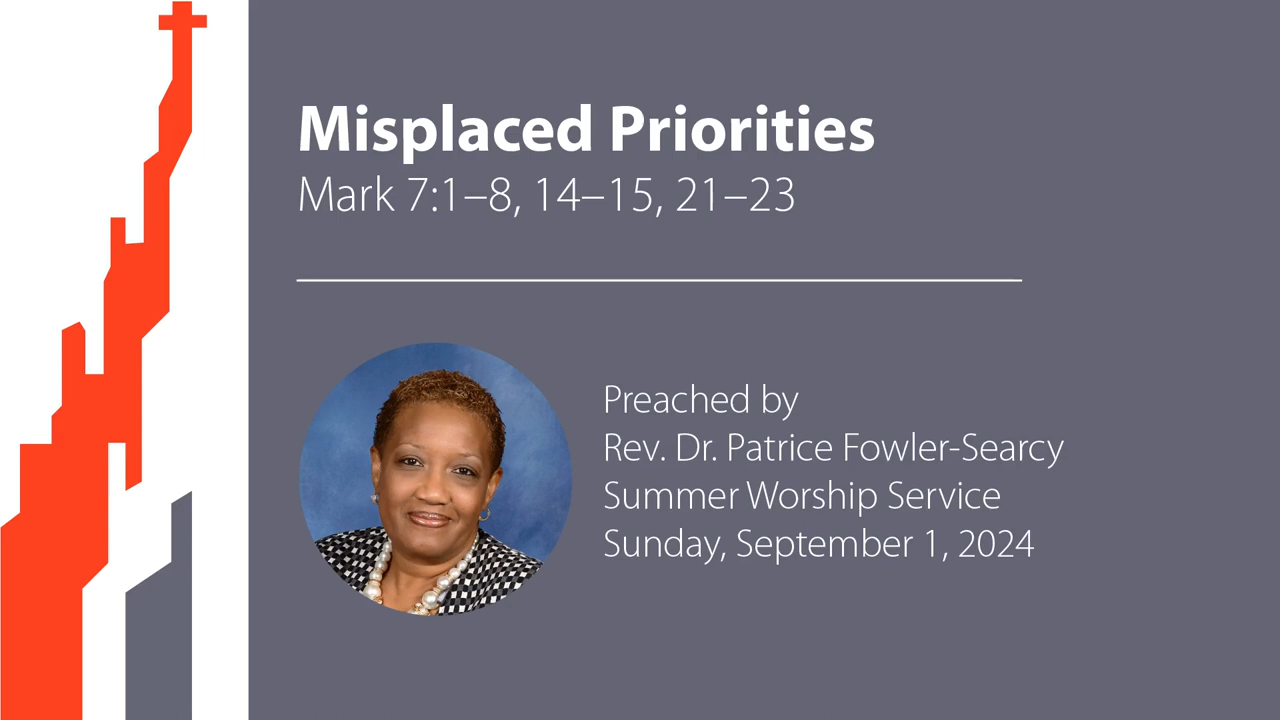 Misplaced Priorities
Mark 7:1–8, 14–15, 21–23
Preached by
Rev. Dr. Patrice Fowler-Searcy
Summer Worship Service
Sunday, September 1, 2024